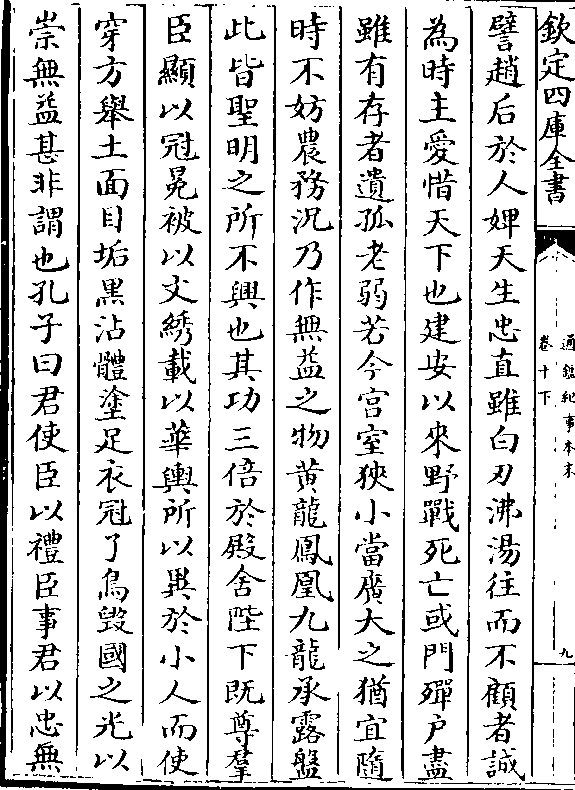 欽定四庫全書
通鑑紀事本末
卷十下
九
譬趙后於人婢天生忠直雖白刃沸湯往而不顧者誠
為時主愛惜天下也建安以來野戰死亡或門殫户盡
雖有存者遺孤老弱若今宫室狹小當廣大之猶宜隨
時不妨農務況乃作無益之物黄龍鳳凰九龍承露盤
此皆聖明之所不興也其功三倍於殿舍陛下既尊羣
臣顯以冠冕被以文綉載以華輿所以異於小人而使
穿方舉土面目垢黑沾體塗足衣冠了鳥毁國之光以
崇無益甚非謂也孔子曰君使臣以禮臣事君以忠無